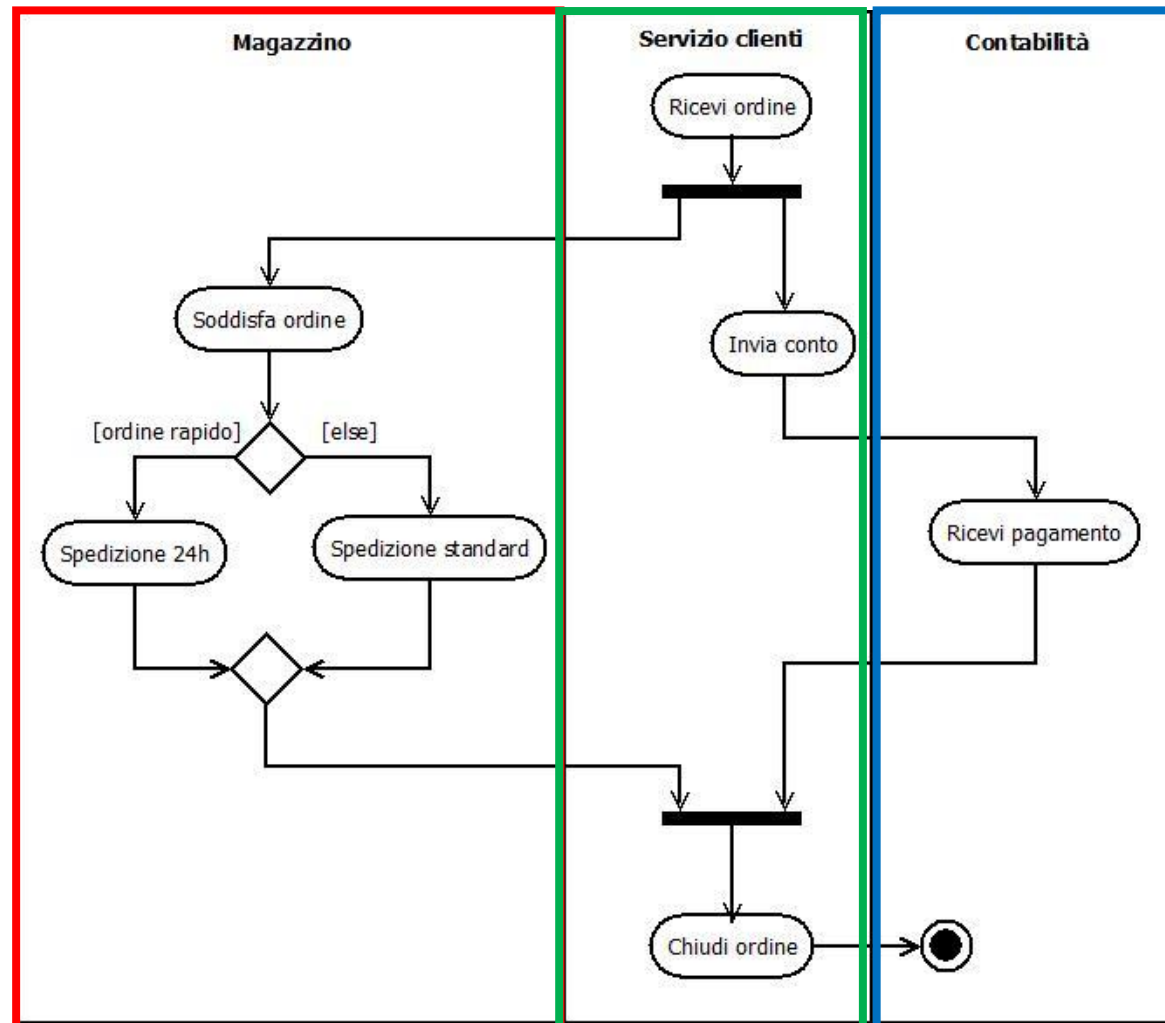 Magazzino
Servizio clienti
Contabilità
Ricevi ordine
Soddisfa ordine
Invia conto
[ordine rapido]
[else]
Spedizione 24h
Spedizione standard
Ricevi pagamento
Chiudi ordine